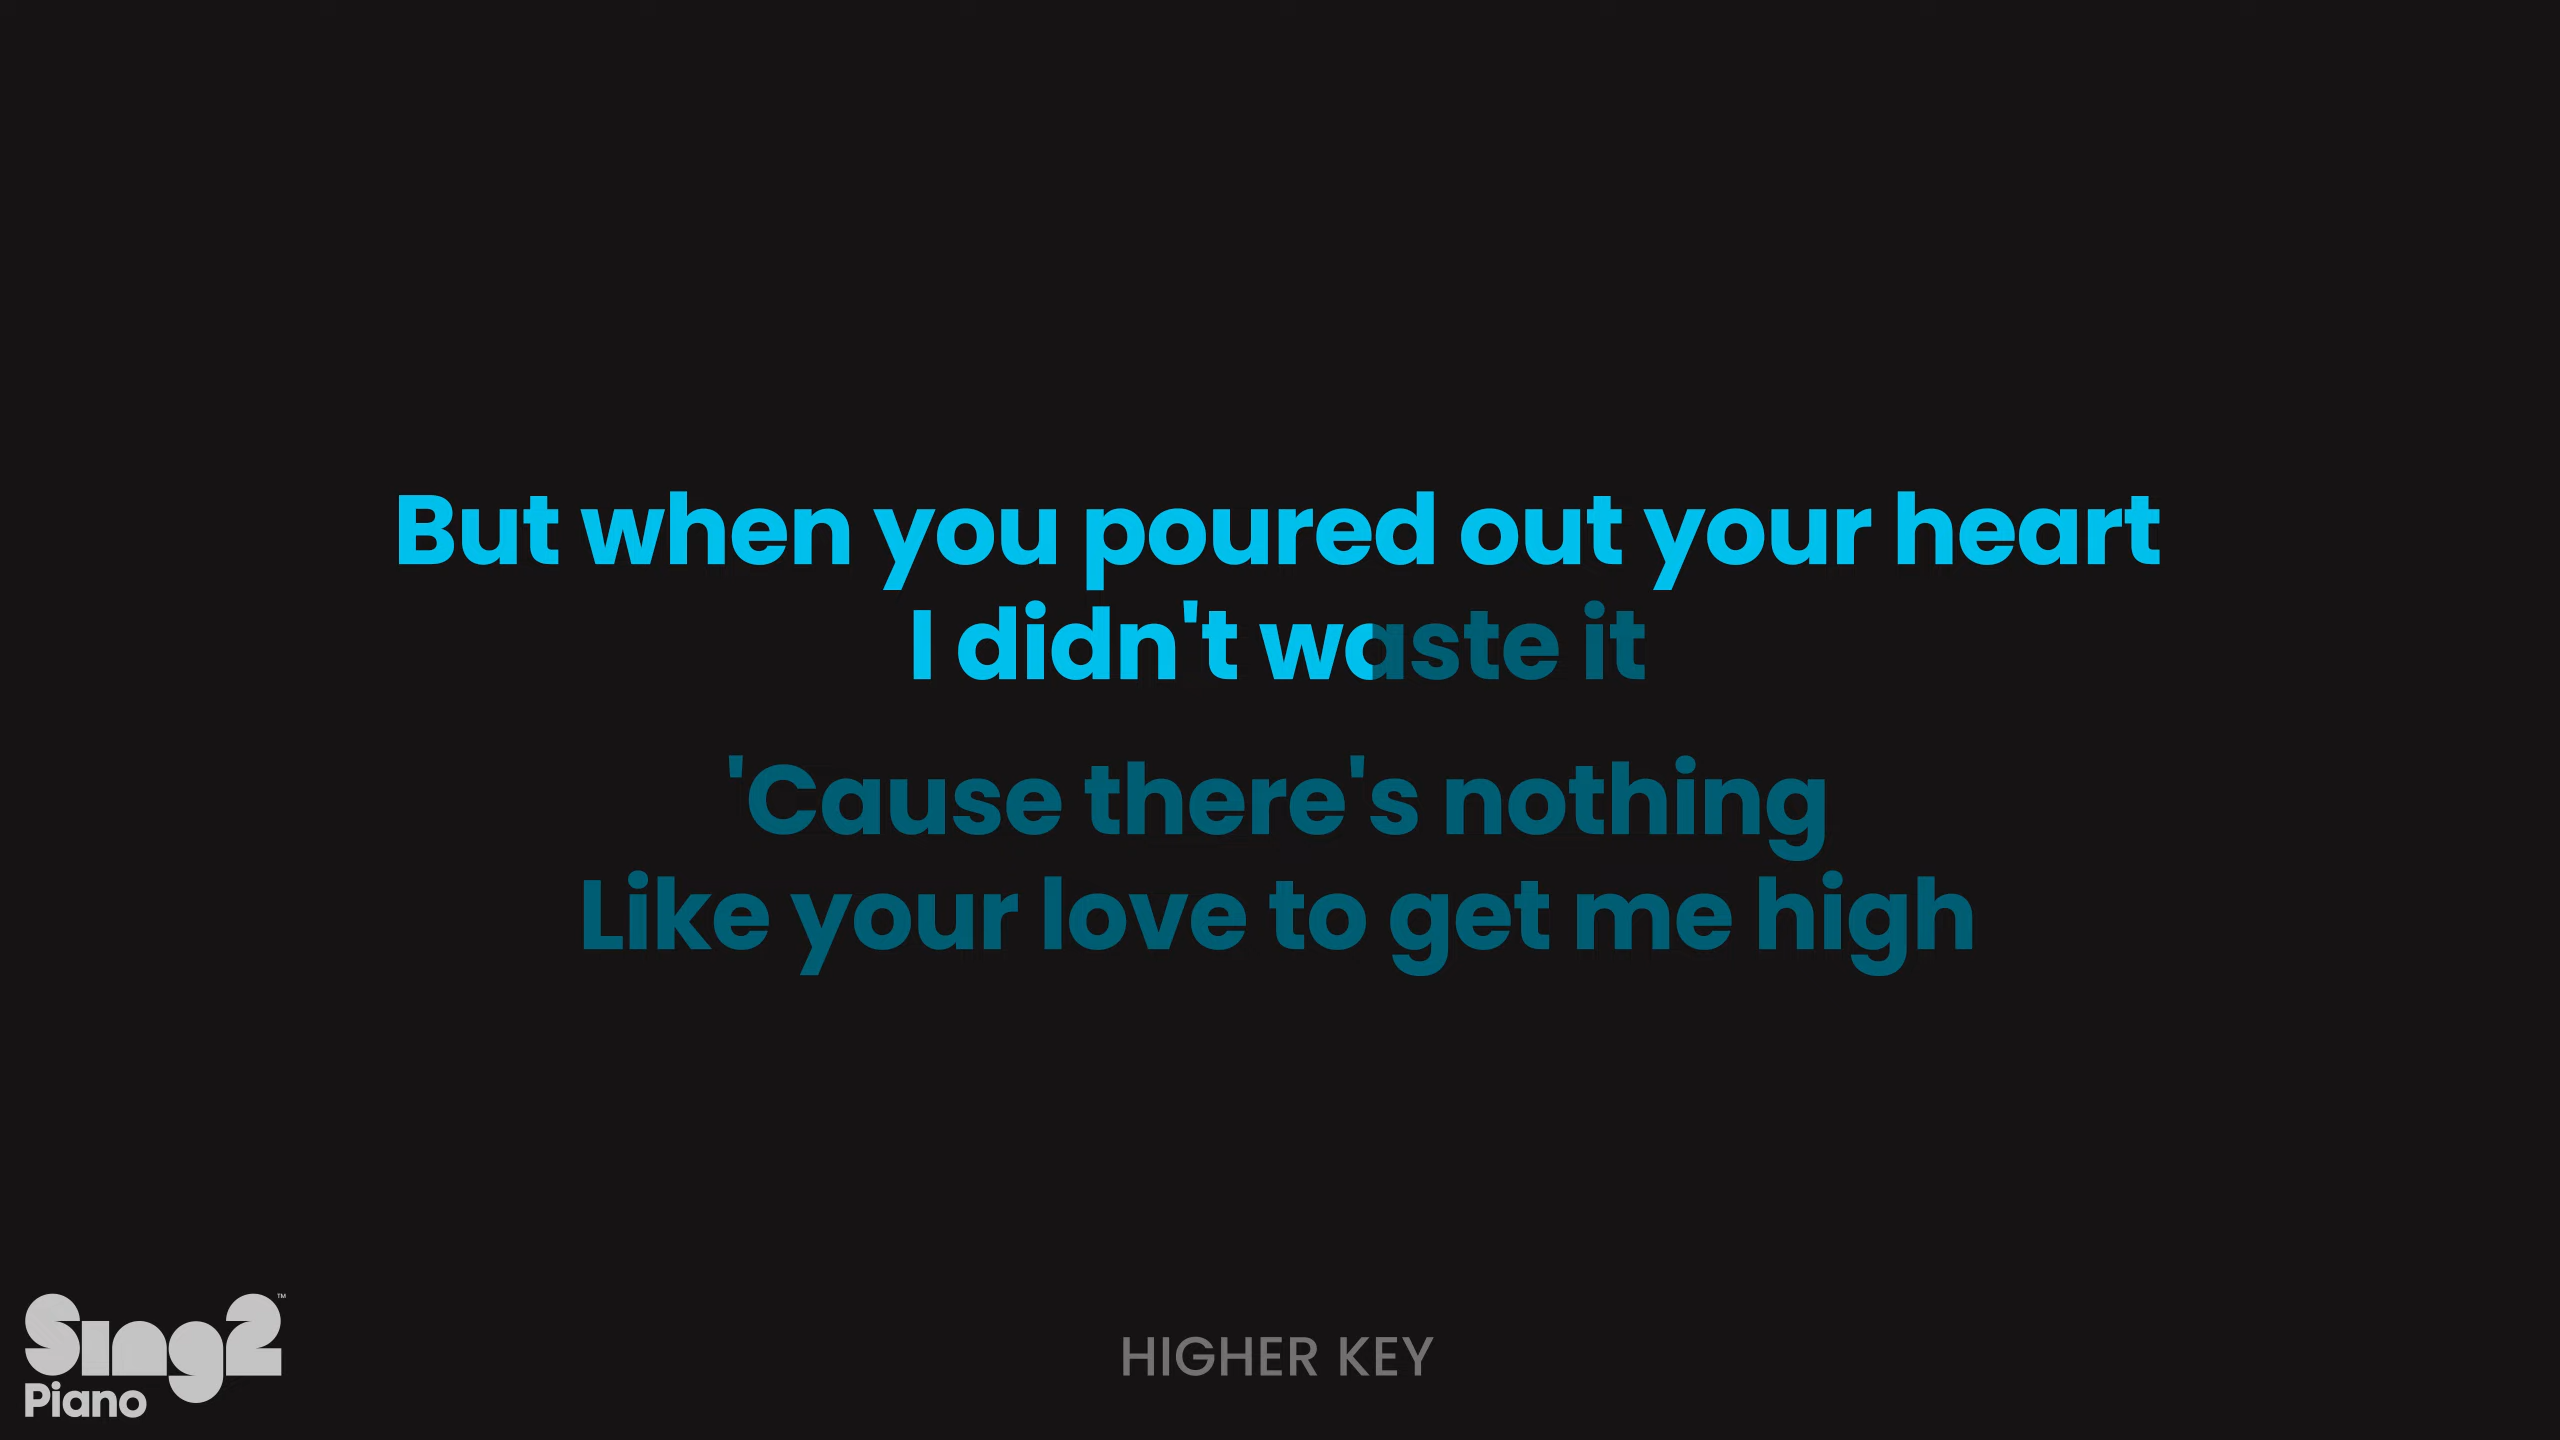 But when you poured out your heart
I didn't waste it
'Cause there's nothing
Like your love to get me high
Sing2™
Piano
HIGHER KEY